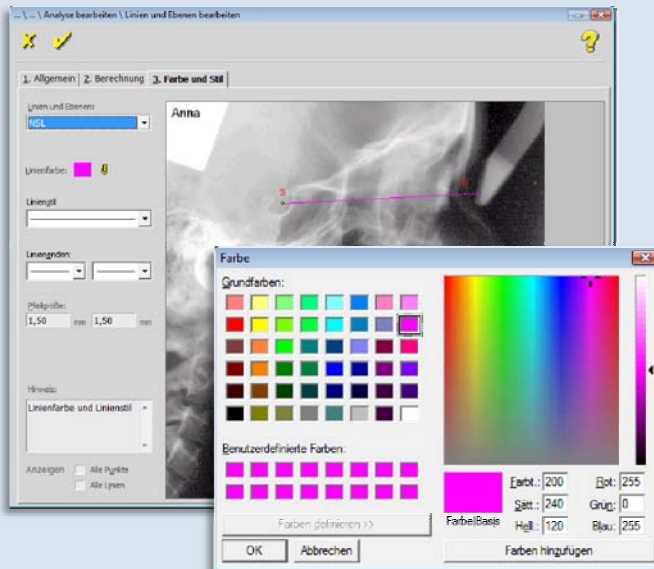 ...\...\ Analyse bearbeiten \ Linien und Ebenen bearbeiten
1. Allgemein
2. Berechnung
3. Farbe und Stil
Linien und Ebenen:
NSL
Linienfarbe:
Linienstil
Linienenden:
Pfeilgröße:
1,50 mm 1,50 mm
Hinweis:
Linienfarbe und Linienstil
Anzeigen
Alle Punkte
Alle Linien
Anna
S
N
Farbe
Grundfarben:
Benutzerdefinierte Farben:
Farben definieren >>
OK
Abbrechen
Farbe|Basis
Farbt.: 200
Sätt.: 240
Hell.: 120
Rot: 255
Grün: 0
Blau: 255
Farben hinzufügen